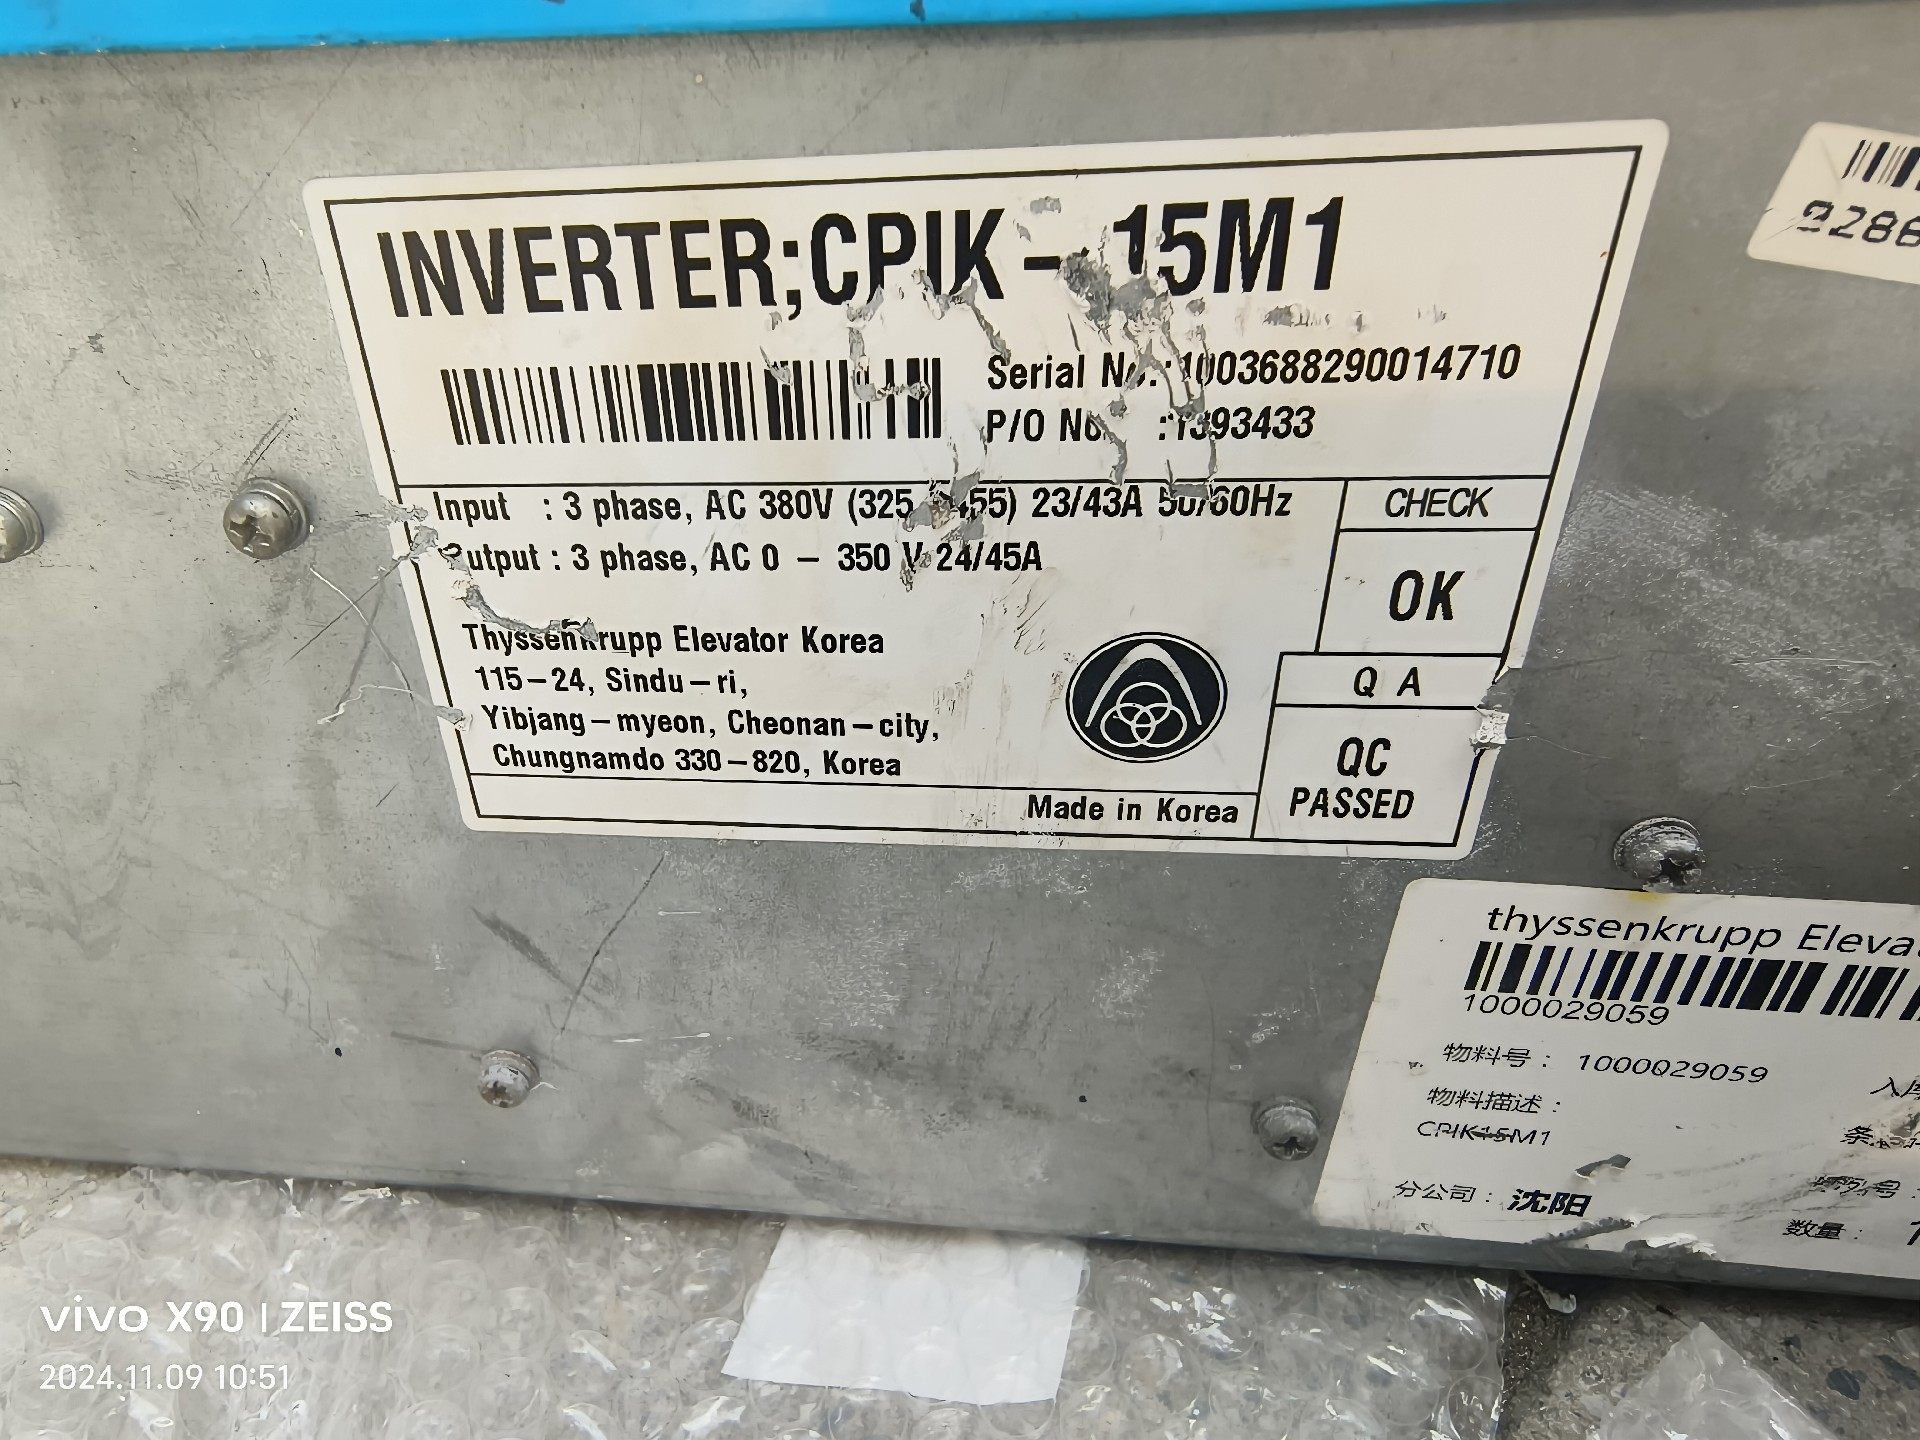 INVERTER;CPIK-15M1
Serial No.:1003688290014710
P/O No. :1393433
Input : 3 phase, AC 380V (325 455) 23/43A 50/60Hz
Output : 3 phase, AC 0 - 350 V 24/45A
CHECK
OK
Thyssenkrupp Elevator Korea
115-24, Sindu-ri,
Yibjang-myeon, Cheonan-city,
Chungnamdo 330-820, Korea
Q A
QC
PASSED
Made in Korea
thyssenkrupp
1000029059
物料号： 1000029059
物料描述：
CPIK15M1
分公司：沈阳
数量：
vivo X90 | ZEISS
2024.11.09 10:51